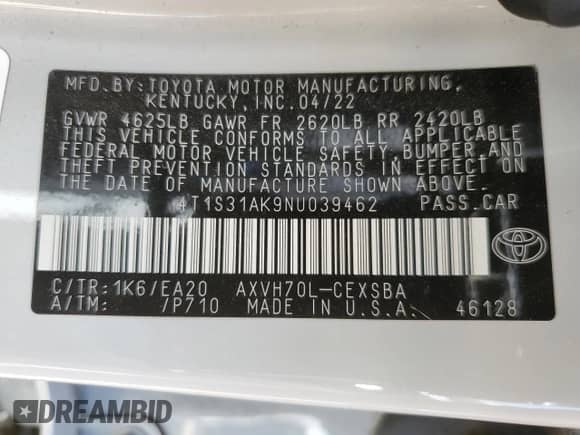 MFD.BY:TOYOTA MOTOR MANUFACTURING,
KENTUCKY,INC.04/22
GVWR 4625LB GAWR FR 2620LB RR 2420LB
THIS VEHICLE CONFORMS TO ALL APPLICABLE
FEDERAL MOTOR VEHICLE SAFETY,BUMPER AND
THEFT PREVENTION STANDARDS IN EFFECT ON
THE DATE OF MANUFACTURE SHOWN ABOVE.
4T1S31AK9NU039462 PASS.CAR
C/TR:1K6/EA20 AXVH70L-CEXSBA
A/TM: /P710 MADE IN U.S.A. 46128
TOYOTA
DREAMBID